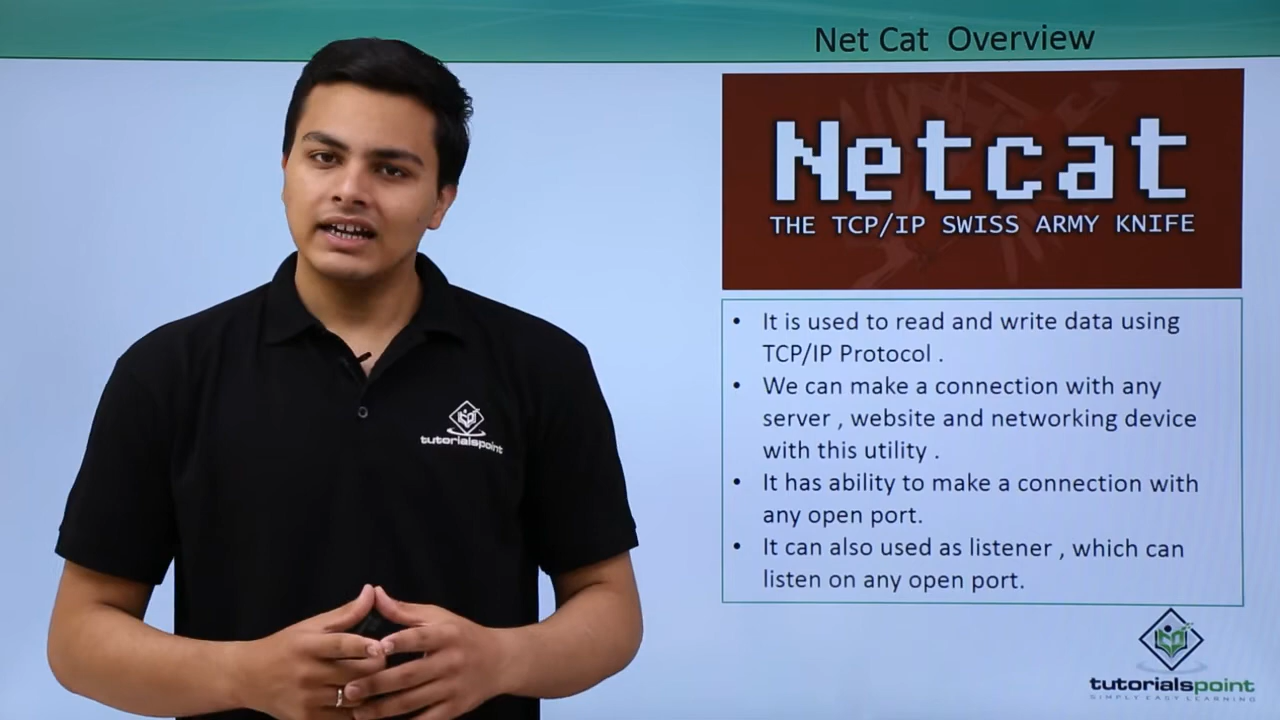 Net Cat Overview
Netcat
THE TCP/IP SWISS ARMY KNIFE
• It is used to read and write data using
TCP/IP Protocol .
• We can make a connection with any
server , website and networking device
with this utility .
• It has ability to make a connection with
any open port.
• It can also used as listener , which can
listen on any open port.
tutorialspoint
tutorialspoint
SIMPLY EASY LEARNING